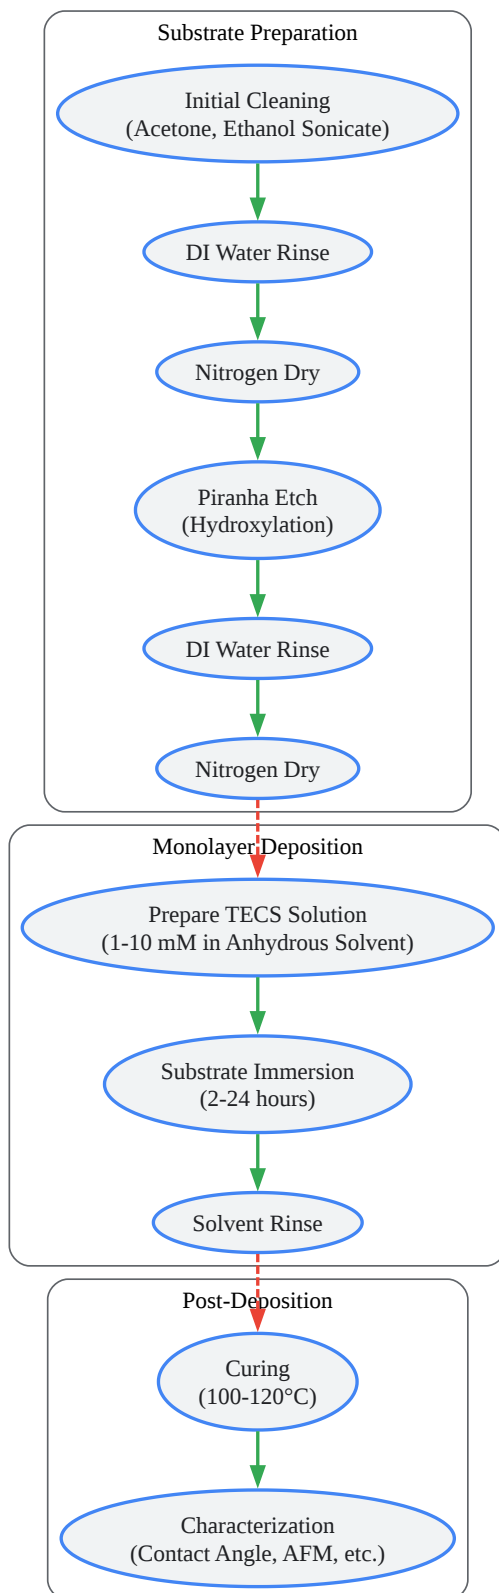 Substrate Preparation
Initial Cleaning
(Acetone, Ethanol Sonicate)
DI Water Rinse
Nitrogen Dry
Piranha Etch
(Hydroxylation)
DI Water Rinse
Nitrogen Dry
Monolayer Deposition
Prepare TECS Solution
(1-10 mM in Anhydrous Solvent)
Substrate Immersion
(2-24 hours)
Solvent Rinse
Post-Deposition
Curing
(100-120°C)
Characterization
(Contact Angle, AFM, etc.)